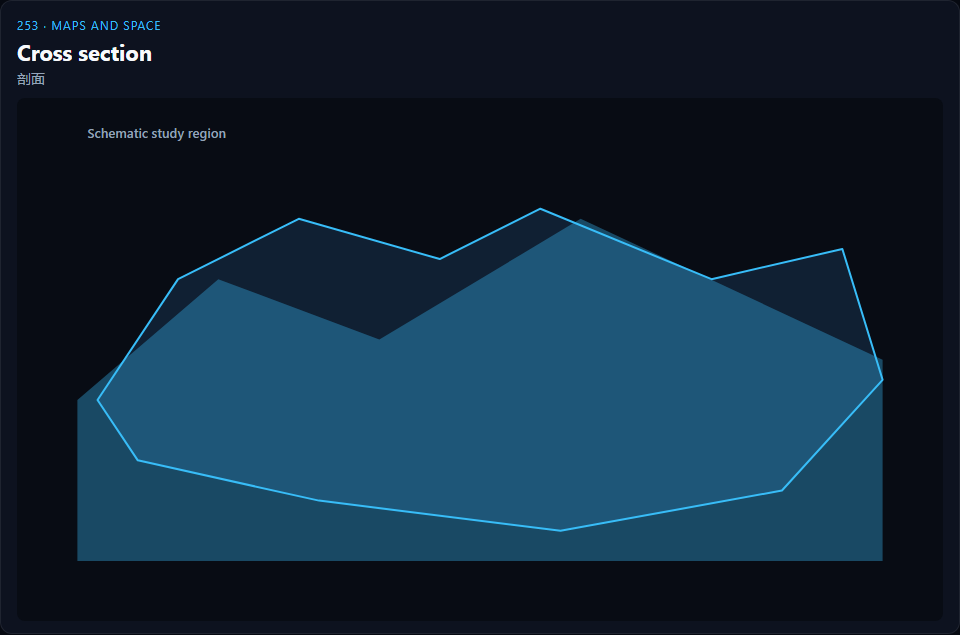 253 · MAPS AND SPACE
Cross section
剖面
Schematic study region